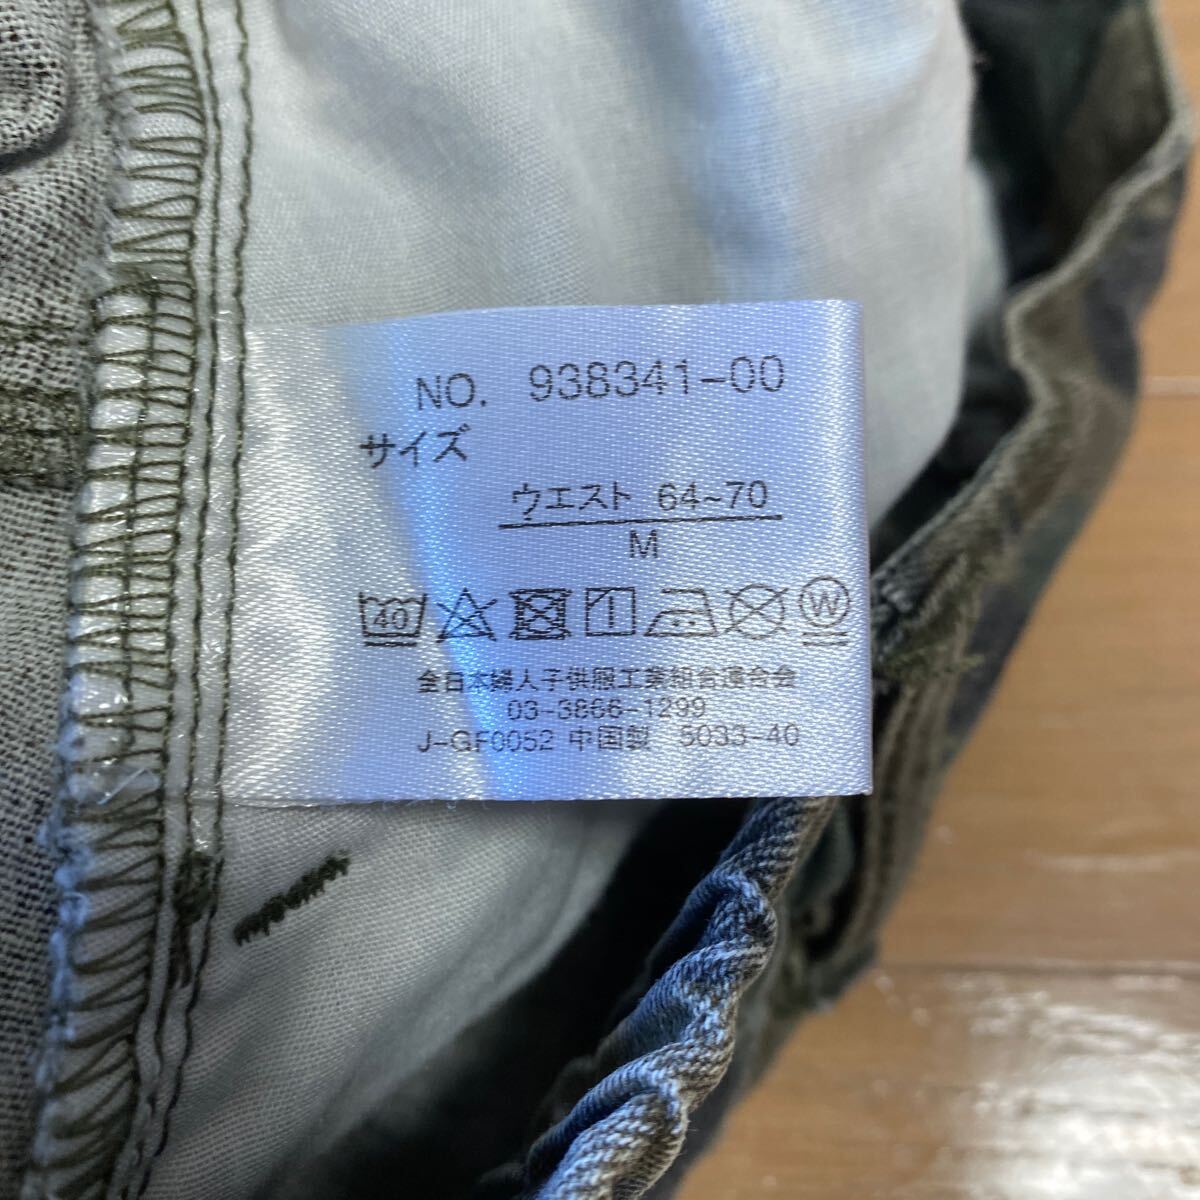 NO. 938341-00
サイズ
ウエスト 64~70
M
40
W
全日本婦人子供服工業組合連合会
03-3866-1299
J-GF0052 中国製 5033-40